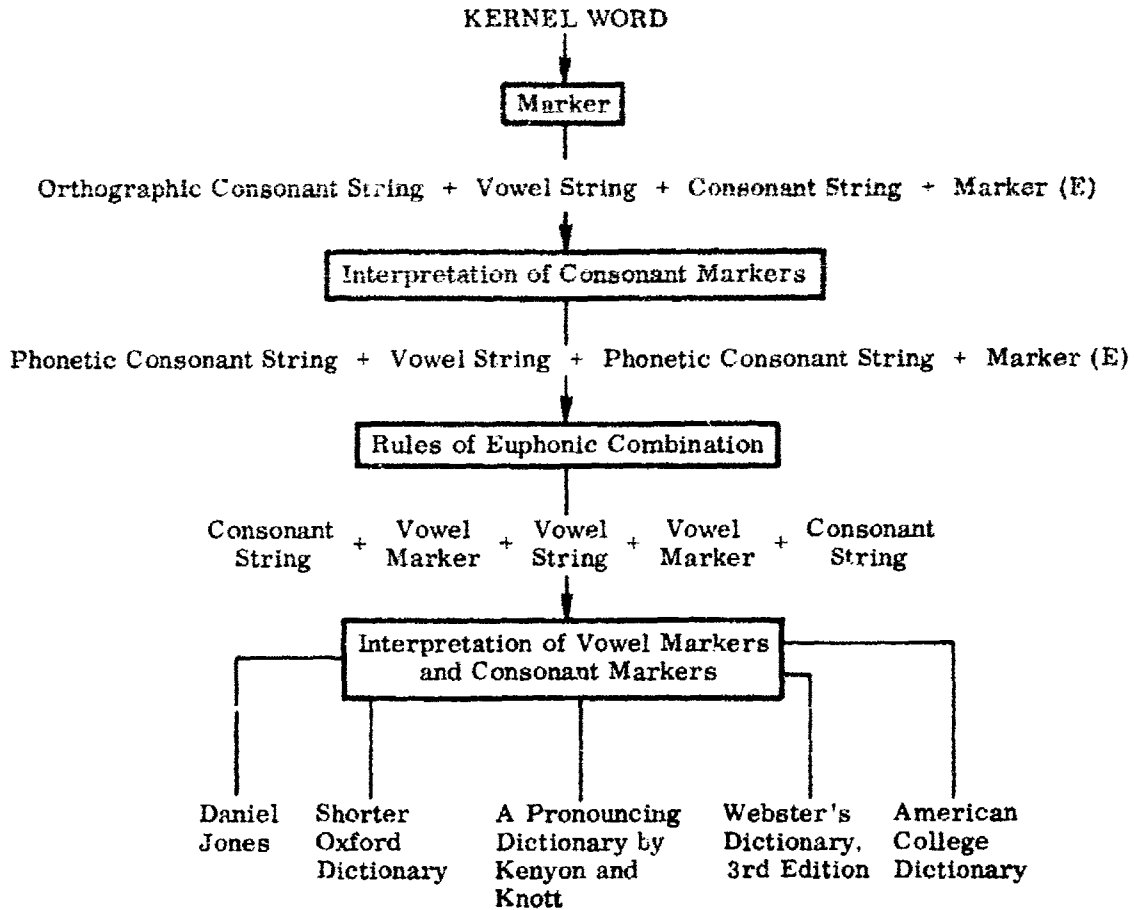 KERNEL WORD
Marker
Orthographic Consonant String + Vowel String + Consonant String + Marker (E)
Interpretation of Consonant Markers
Phonetic Consonant String + Vowel String + Phonetic Consonant String + Marker (E)
Rules of Euphonic Combination
Consonant String + Vowel Marker + Vowel String + Vowel Marker + Consonant String
Interpretation of Vowel Markers
and Consonant Markers
Daniel
Jones
Shorter
Oxford
Dictionary
A Pronouncing
Dictionary by
Kenyon and
Knott
Webster's
Dictionary,
3rd Edition
American
College
Dictionary